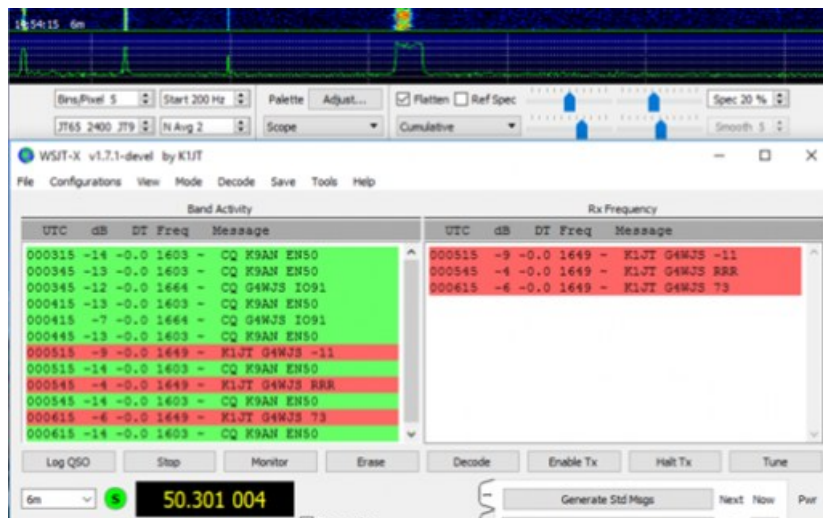 19:54:15 6m
Bins/Pixel 5 Start 200 Hz Palette Adjust... Flatten Ref Spec Spec 20 %
JT65 2400 JT9 N Avg 2 Scope Cumulative Smooth 5
WSJT-X v1.7.1-devel by K1JT
File Configurations View Mode Decode Save Tools Help
Band Activity
UTC dB DT Freq Message
000315 -14 -0.0 1603 ~ CQ K9AN EN50
000345 -13 -0.0 1603 ~ CQ K9AN EN50
000345 -12 -0.0 1664 ~ CQ G4WJS IO91
000415 -13 -0.0 1603 ~ CQ K9AN EN50
000415 -7 -0.0 1664 ~ CQ G4WJS IO91
000445 -13 -0.0 1603 ~ CQ K9AN EN50
000515 -9 -0.0 1649 ~ K1JT G4WJS -11
000515 -14 -0.0 1603 ~ CQ K9AN EN50
000545 -4 -0.0 1649 ~ K1JT G4WJS RRR
000545 -14 -0.0 1603 ~ CQ K9AN EN50
000615 -6 -0.0 1649 ~ K1JT G4WJS 73
000615 -14 -0.0 1603 ~ CQ K9AN EN50
Rx Frequency
UTC dB DT Freq Message
000515 -9 -0.0 1649 ~ K1JT G4WJS -11
000545 -4 -0.0 1649 ~ K1JT G4WJS RRR
000615 -6 -0.0 1649 ~ K1JT G4WJS 73
Log QSO Stop Monitor Erase Decode Enable Tx Halt Tx Tune
6m S 50.301 004 Generate Std Msgs Next Now Pwr